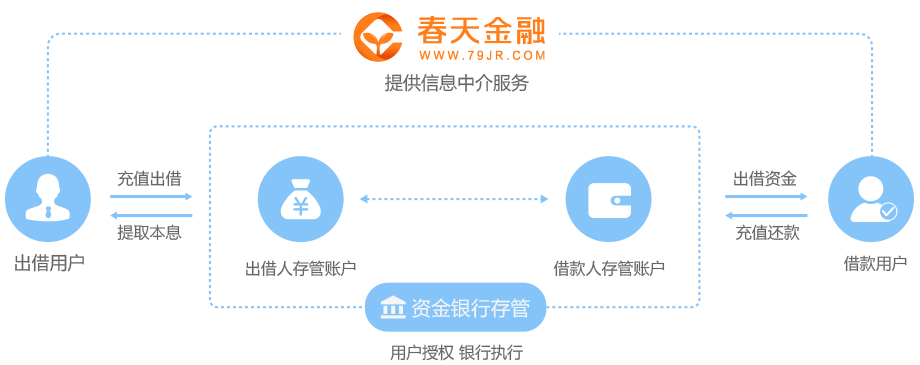 春天金融
WWW.79JR.COM
提供信息中介服务
充值出借
提取本息
出借用户
出借人存管账户
借款人存管账户
出借资金
充值还款
借款用户
资金银行存管
用户授权 银行执行